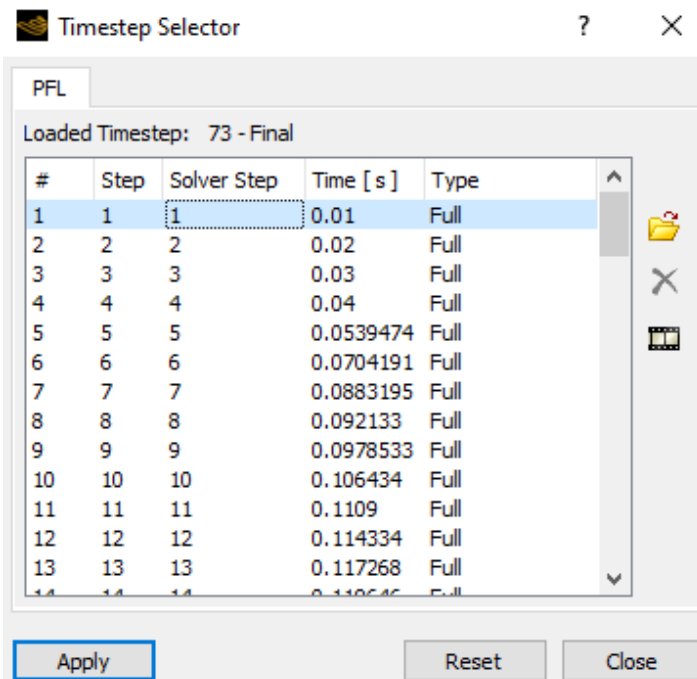 Timestep Selector ?
PFL
Loaded Timestep: 73 - Final
# Step Solver Step Time [ s ] Type
1 1 1 0.01 Full
2 2 2 0.02 Full
3 3 3 0.03 Full
4 4 4 0.04 Full
5 5 5 0.0539474 Full
6 6 6 0.0704191 Full
7 7 7 0.0883195 Full
8 8 8 0.092133 Full
9 9 9 0.0978533 Full
10 10 10 0.106434 Full
11 11 11 0.1109 Full
12 12 12 0.114334 Full
13 13 13 0.117268 Full
14 14 14 Full
Apply Reset Close